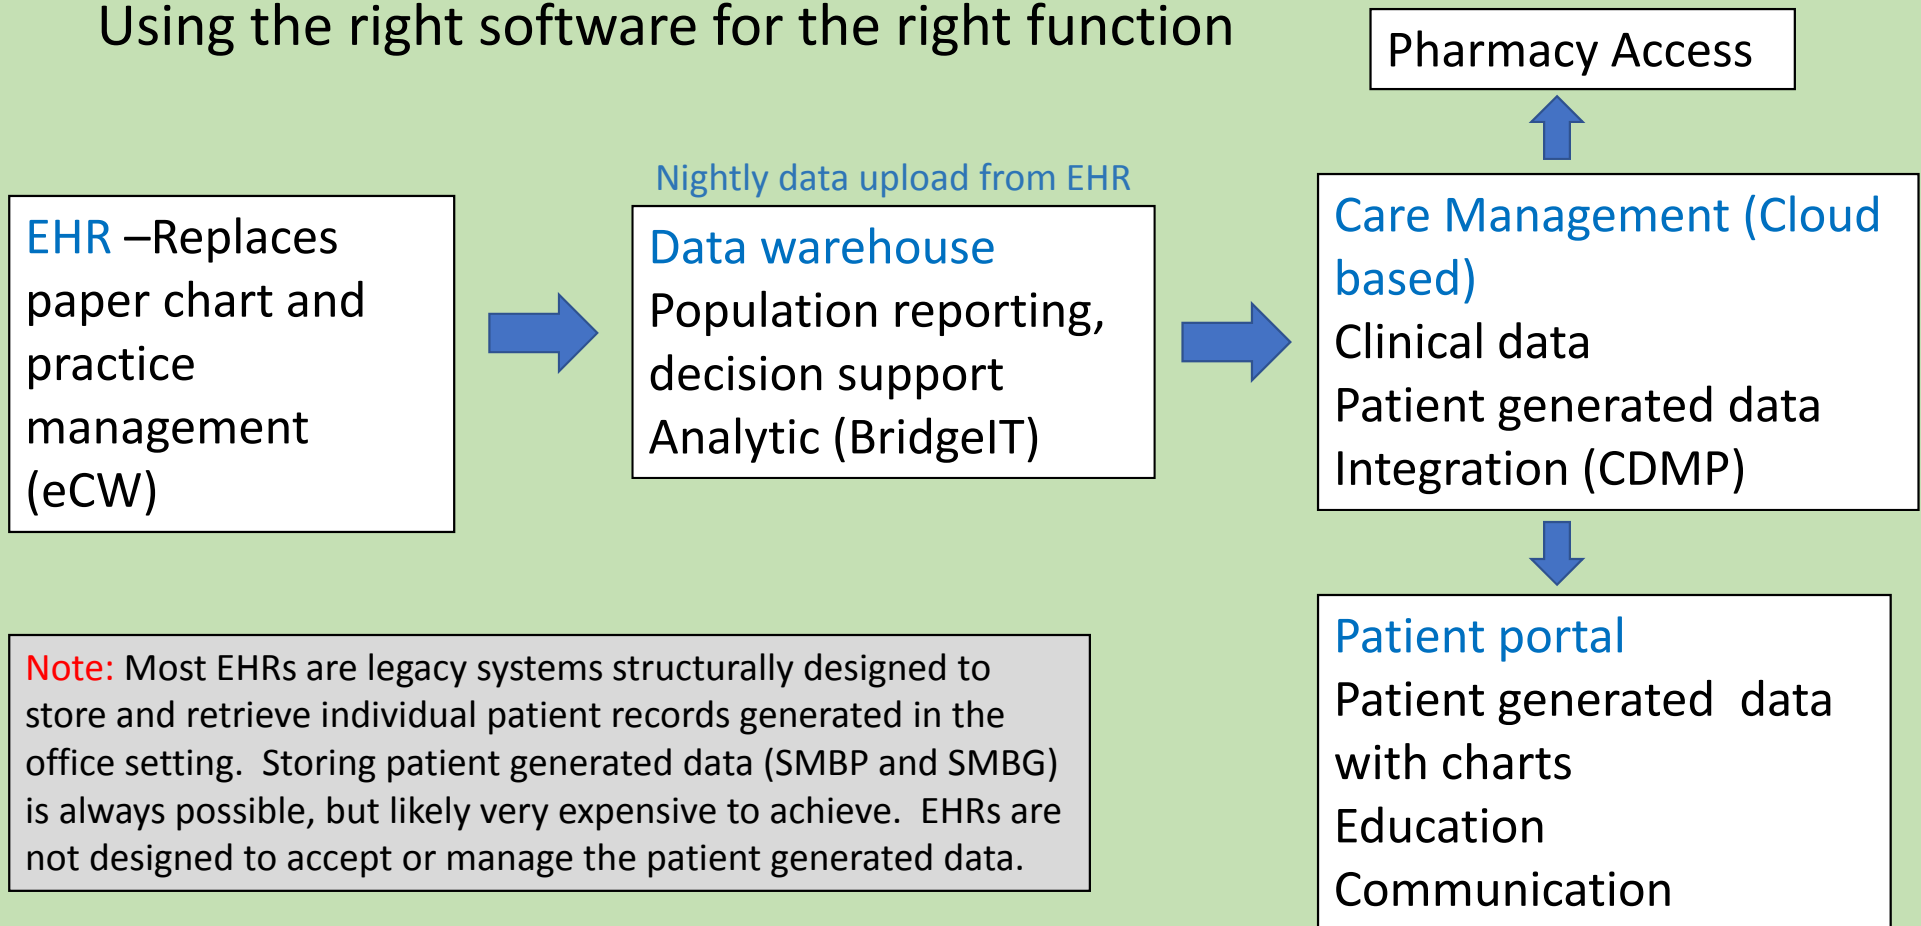 Using the right software for the right function
Pharmacy Access
Nightly data upload from EHR
EHR –Replaces
paper chart and
practice
management
(eCW)
Data warehouse
Population reporting,
decision support
Analytic (BridgeIT)
Care Management (Cloud
based)
Clinical data
Patient generated data
Integration (CDMP)
Note: Most EHRs are legacy systems structurally designed to
store and retrieve individual patient records generated in the
office setting.  Storing patient generated data (SMBP and SMBG)
is always possible, but likely very expensive to achieve.  EHRs are
not designed to accept or manage the patient generated data.
Patient portal
Patient generated  data
with charts
Education
Communication